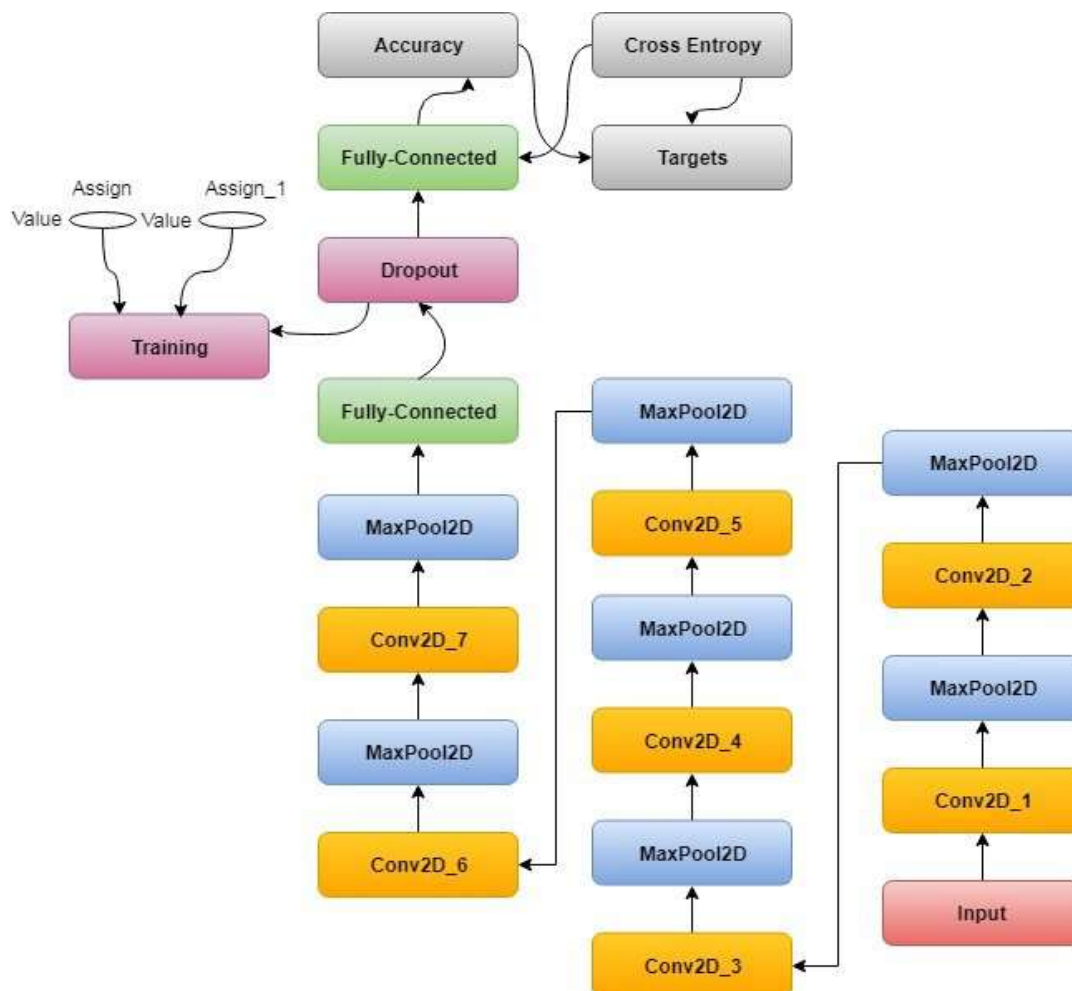 Accuracy
Cross Entropy
Fully-Connected
Targets
Assign
Assign_1
Value
Value
Dropout
Training
Fully-Connected
MaxPool2D
MaxPool2D
MaxPool2D
Conv2D_5
Conv2D_2
Conv2D_7
MaxPool2D
MaxPool2D
MaxPool2D
Conv2D_4
Conv2D_1
Conv2D_6
MaxPool2D
Input
Conv2D_3